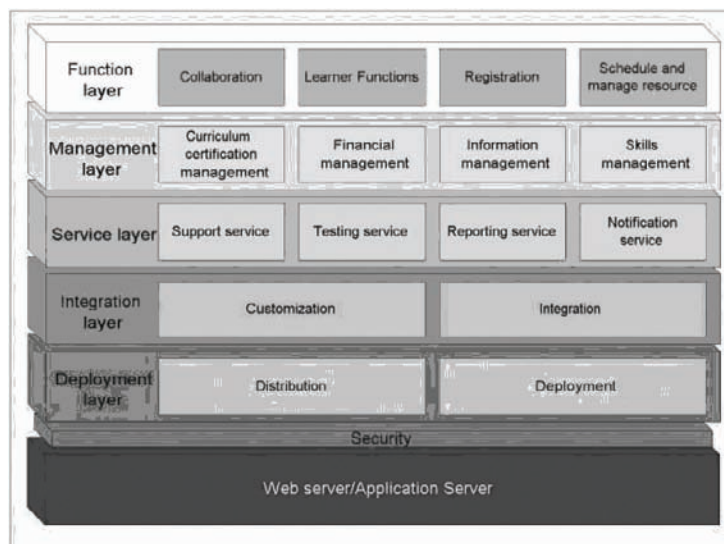 Function
layer
Collaboration
Learner Functions
Registration
Schedule and
manage resource
Management
layer
Curriculum
certification
management
Financial
management
Information
management
Skills
management
Service layer
Support service
Testing service
Reporting service
Notification
service
Integration
layer
Customization
Integration
Deployment
layer
Distribution
Deployment
Security
Web server/Application Server